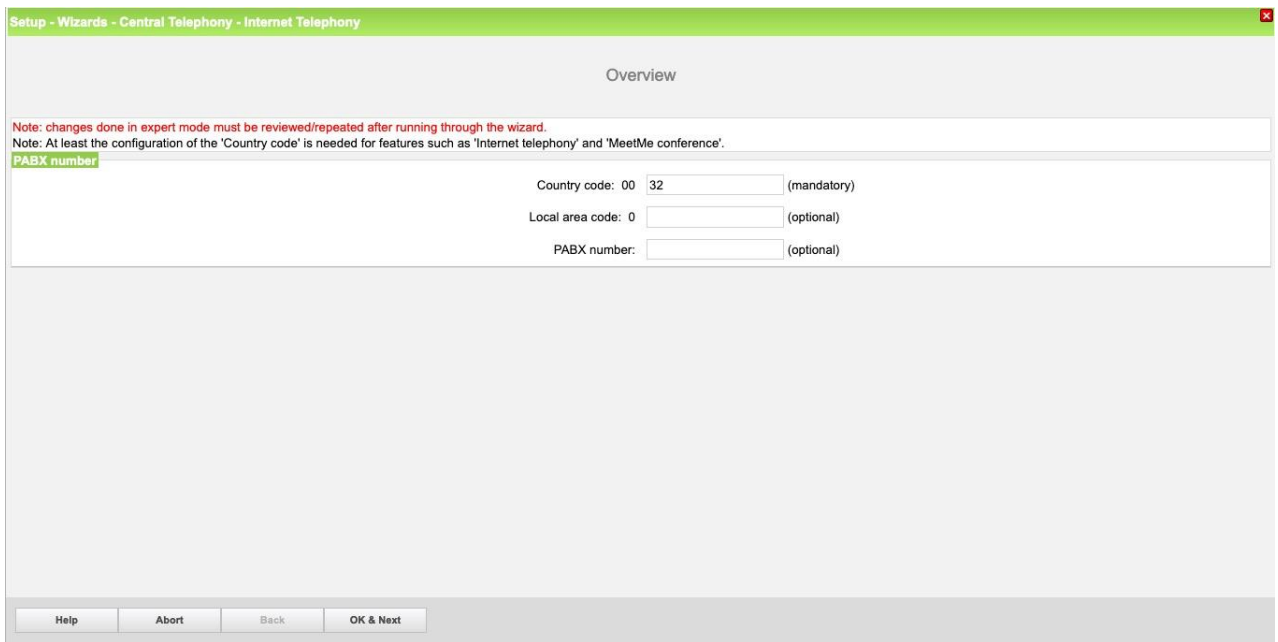 Setup - Wizards - Central Telephony - Internet Telephony
Overview
Note: changes done in expert mode must be reviewed/repeated after running through the wizard.
Note: At least the configuration of the 'Country code' is needed for features such as 'Internet telephony' and 'MeetMe conference'.
PABX number
Country code: 00 32 (mandatory)
Local area code: 0 (optional)
PABX number: (optional)
Help Abort Back OK & Next